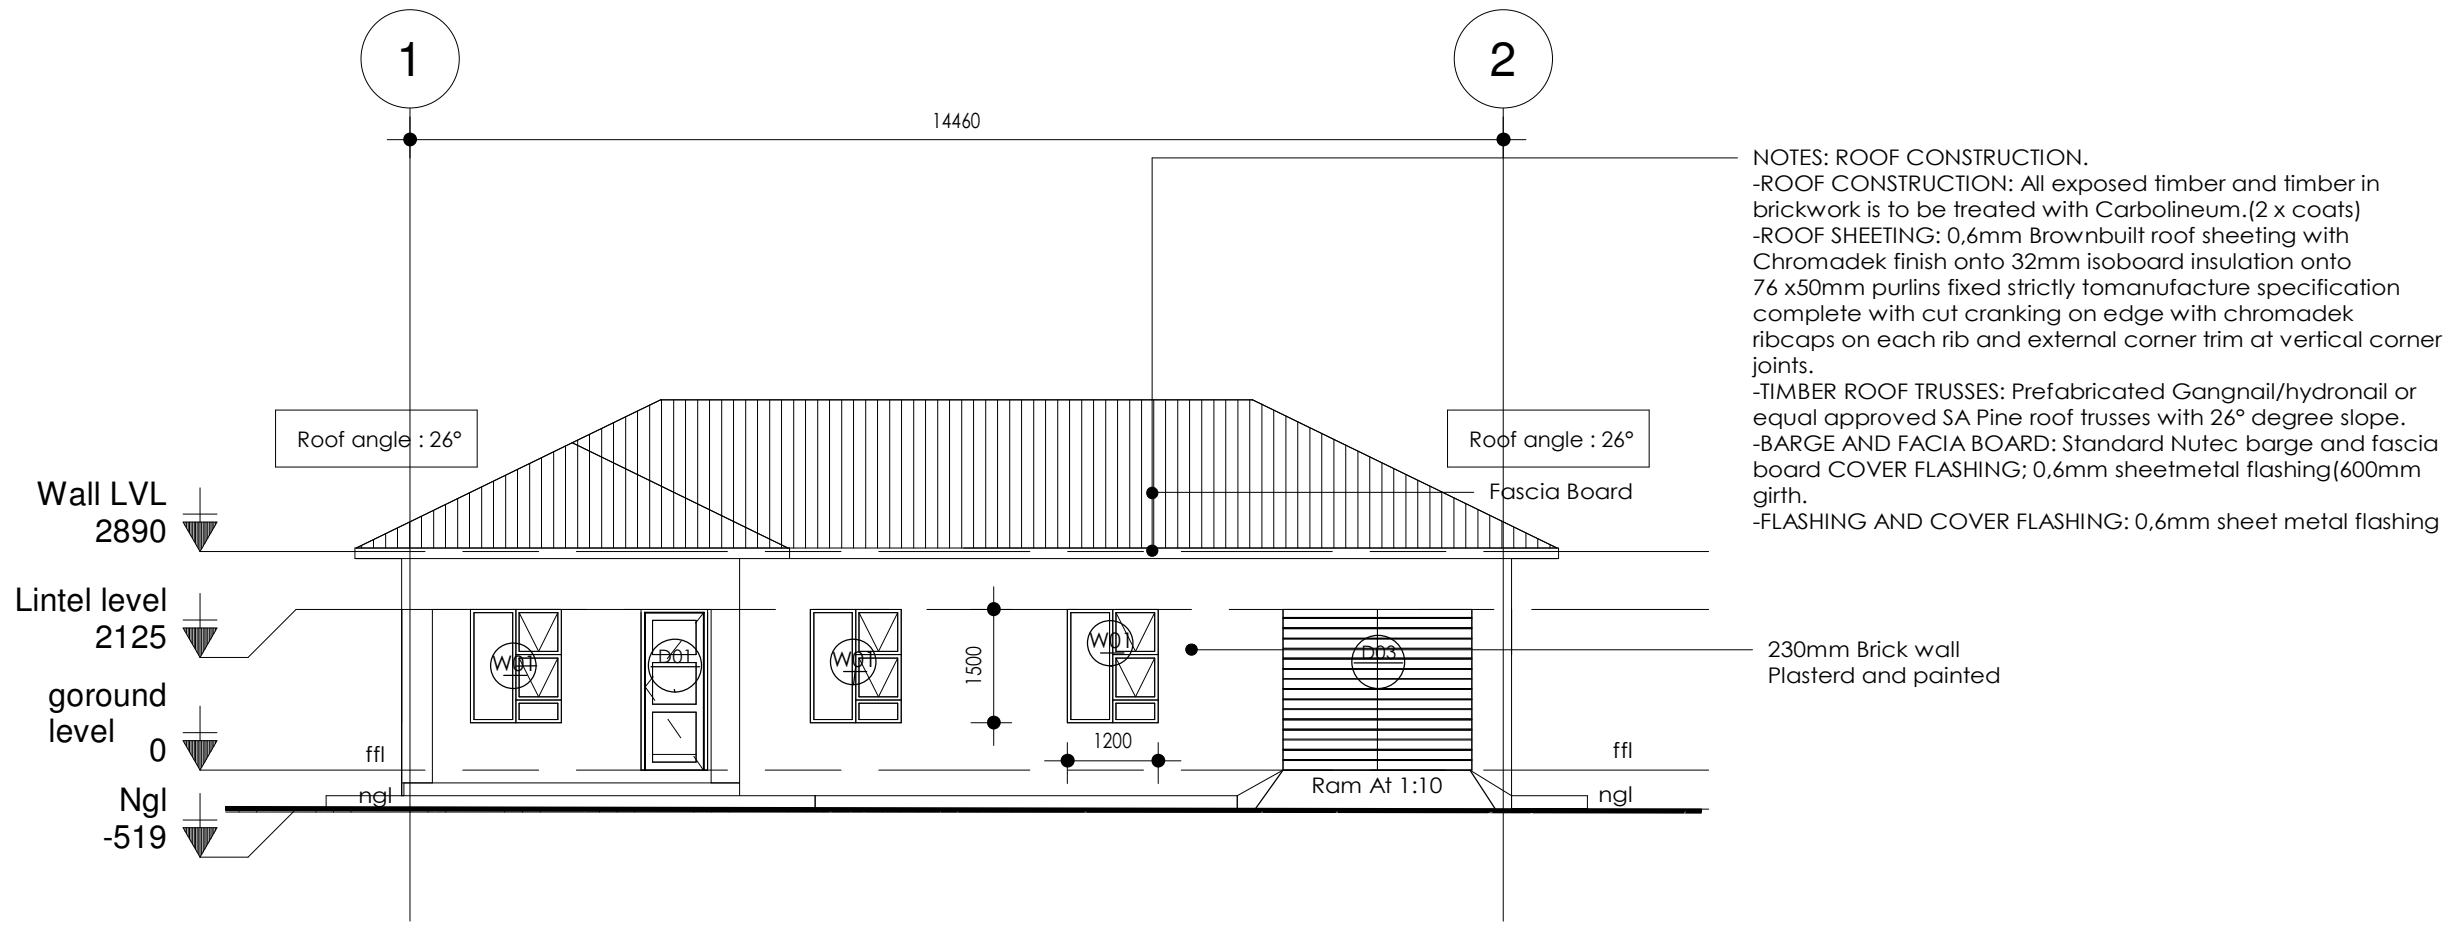 1
2
14460
NOTES: ROOF CONSTRUCTION.
-ROOF CONSTRUCTION: All exposed timber and timber in
brickwork is to be treated with Carbolineum.(2 x coats)
-ROOF SHEETING: 0,6mm Brownbuilt roof sheeting with
Chromadek finish onto 32mm isoboard insulation onto
76 x50mm purlins fixed strictly tomanufacture specification
complete with cut cranking on edge with chromadek
ribcaps on each rib and external corner trim at vertical corner
joints.
-TIMBER ROOF TRUSSES: Prefabricated Gangnail/hydronail or
equal approved SA Pine roof trusses with 26° degree slope.
-BARGE AND FACIA BOARD: Standard Nutec barge and fascia
board COVER FLASHING; 0,6mm sheetmetal flashing(600mm
girth.
-FLASHING AND COVER FLASHING: 0,6mm sheet metal flashing
Roof angle : 26°
Roof angle : 26°
Fascia Board
Wall LVL
2890
Lintel level
2125
goround
level
0
Ngl
-519
W01
D01
W01
1500
W01
1200
D03
230mm Brick wall
Plasterd and painted
ffl
ffl
Ram At 1:10
ngl
ngl